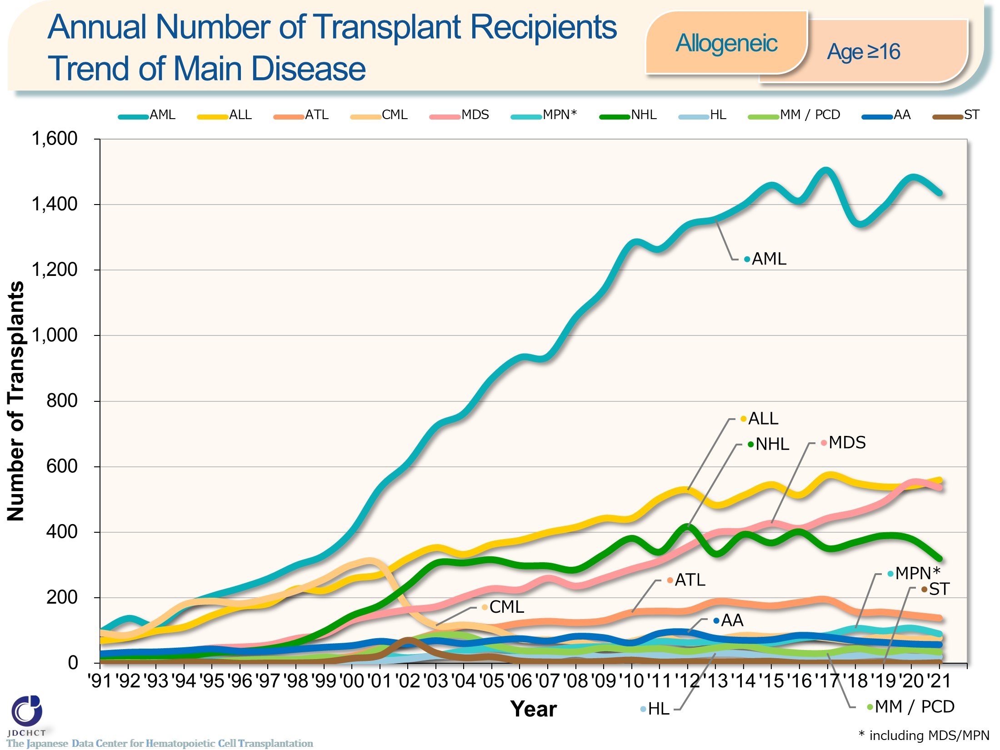 Annual Number of Transplant Recipients
Trend of Main Disease
Allogeneic
Age ≥16
AML ALL ATL CML MDS MPN* NHL HL MM / PCD AA ST
Number of Transplants
1,600
1,400
1,200
1,000
800
600
400
200
0
AML
ALL
NHL
MDS
ATL
MPN*
ST
CML
AA
'91 '92 '93 '94 '95 '96 '97 '98 '99 '00 '01 '02 '03 '04 '05 '06 '07 '08 '09 '10 '11 '12 '13 '14 '15 '16 '17 '18 '19 '20 '21
Year
HL
MM / PCD
JDCHCT
* including MDS/MPN
The Japanese Data Center for Hematopoietic Cell Transplantation